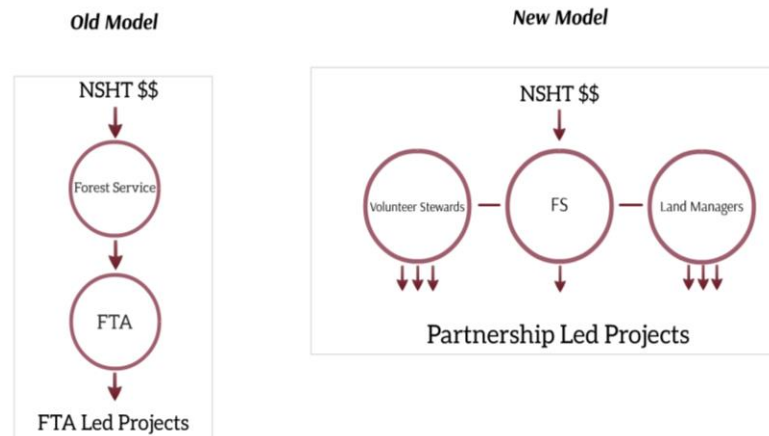 Old Model
NSHT $$
Forest Service
FTA
FTA Led Projects
New Model
NSHT $$
Volunteer Stewards
FS
Land Managers
Partnership Led Projects